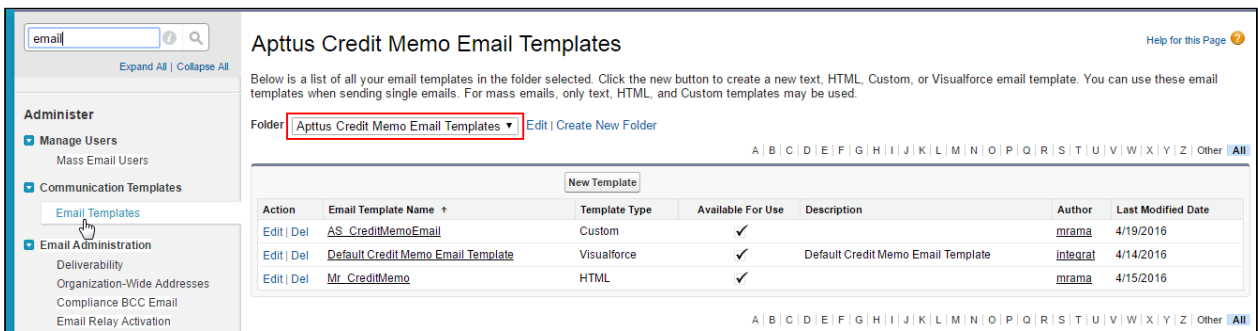 email
Expand All | Collapse All
Administer
Manage Users
Mass Email Users
Communication Templates
Email Templates
Email Administration
Deliverability
Organization-Wide Addresses
Compliance BCC Email
Email Relay Activation
Apttus Credit Memo Email Templates
Help for this Page
Below is a list of all your email templates in the folder selected. Click the new button to create a new text, HTML, Custom, or Visualforce email template. You can use these email
templates when sending single emails. For mass emails, only text, HTML, and Custom templates may be used.
Folder Apttus Credit Memo Email Templates Edit | Create New Folder
A | B | C | D | E | F | G | H | I | J | K | L | M | N | O | P | Q | R | S | T | U | V | W | X | Y | Z | Other All
New Template
Action Email Template Name ↑ Template Type Available For Use Description Author Last Modified Date
Edit | Del AS_CreditMemoEmail Custom ✓ mrama 4/19/2016
Edit | Del Default Credit Memo Email Template Visualforce ✓ Default Credit Memo Email Template integrat 4/14/2016
Edit | Del Mr_CreditMemo HTML ✓ mrama 4/15/2016
A | B | C | D | E | F | G | H | I | J | K | L | M | N | O | P | Q | R | S | T | U | V | W | X | Y | Z | Other All